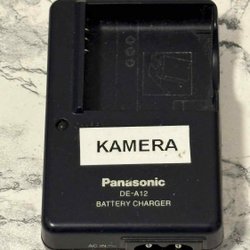 KAMERA
Panasonic
DE-A12
BATTERY CHARGER
AC IN